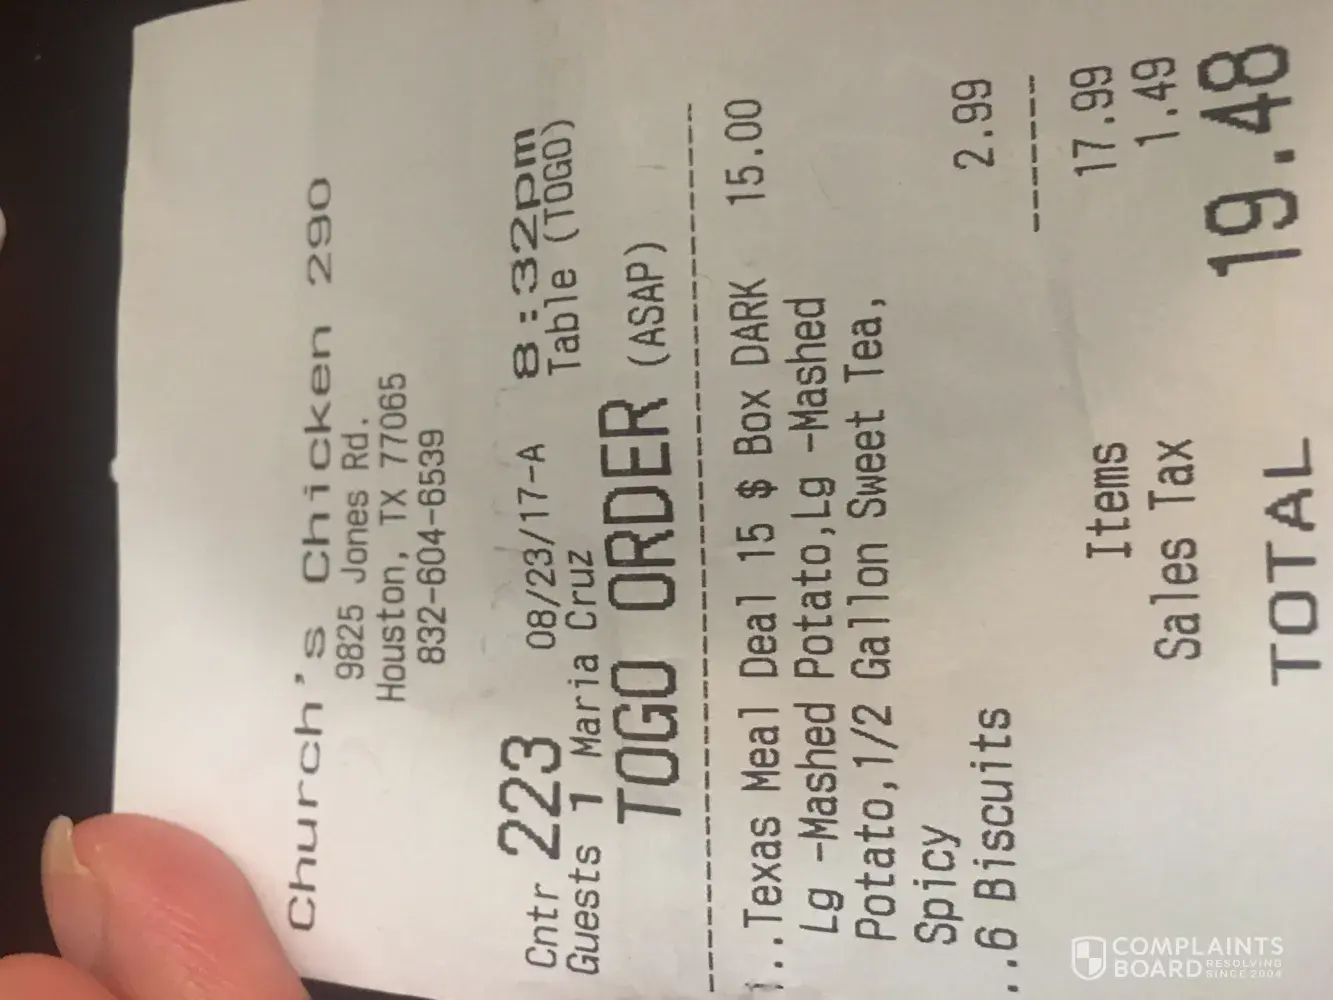 Church's Chicken 290
9825 Jones Rd.
Houston, TX 77065
832-604-6539
Cntr 223 08/23/17-A 8:32pm
Guests 1 Maria Cruz Table (TOGO)
TOGO ORDER (ASAP)
1..Texas Meal Deal 15 $ Box DARK 15.00
Lg -Mashed Potato,Lg -Mashed
Potato,1/2 Gallon Sweet Tea,
Spicy
..6 Biscuits 2.99
Items 17.99
Sales Tax 1.49
TOTAL 19.48
COMPLAINTS
BOARD RESOLVING
SINCE 2004